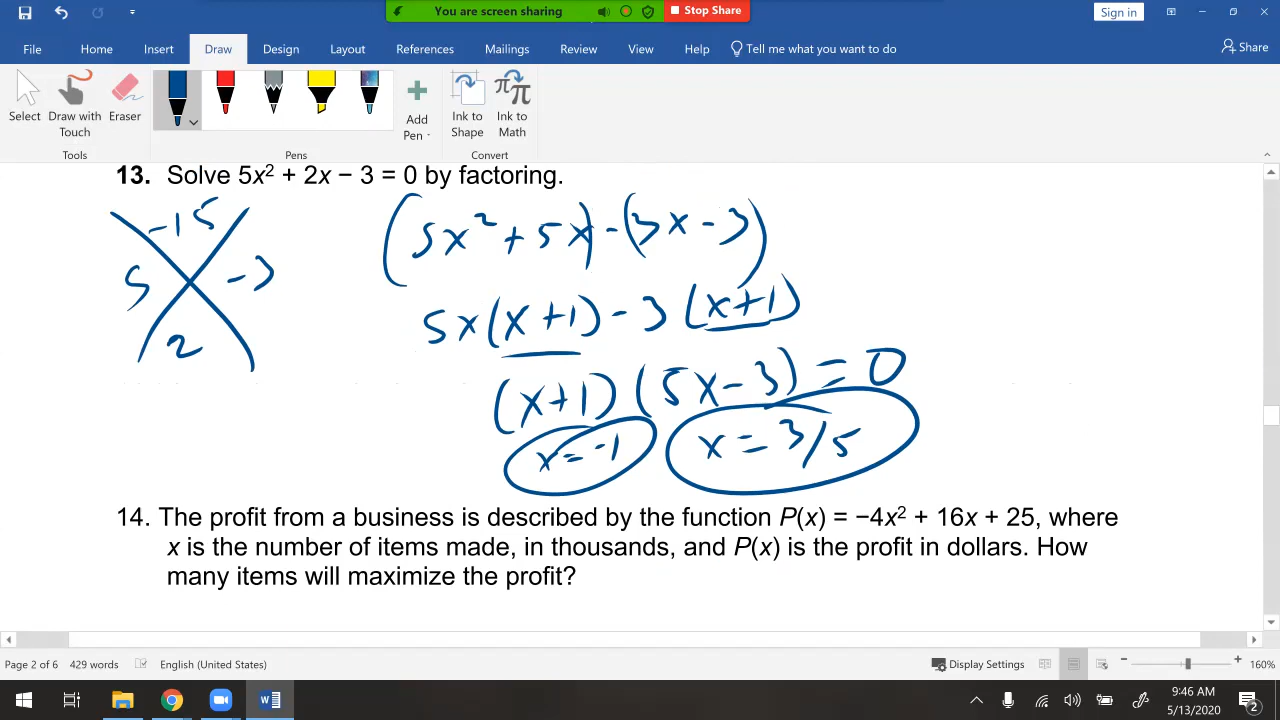 You are screen sharing
Stop Share
Sign in
File Home Insert Draw Design Layout References Mailings Review View Help Tell me what you want to do Share
Select Draw with Touch Eraser Add Pen Ink to Shape Ink to Math
Tools Pens Convert
13. Solve 5x² + 2x − 3 = 0 by factoring.
-15
5 -3
2
(5x² + 5x) - (3x - 3)
5x(x+1) - 3(x+1)
(x+1)(5x-3) = 0
x = -1 x = 3/5
14. The profit from a business is described by the function P(x) = −4x² + 16x + 25, where
x is the number of items made, in thousands, and P(x) is the profit in dollars. How
many items will maximize the profit?
Page 2 of 6 429 words English (United States) Display Settings 160%
9:46 AM
5/13/2020
2